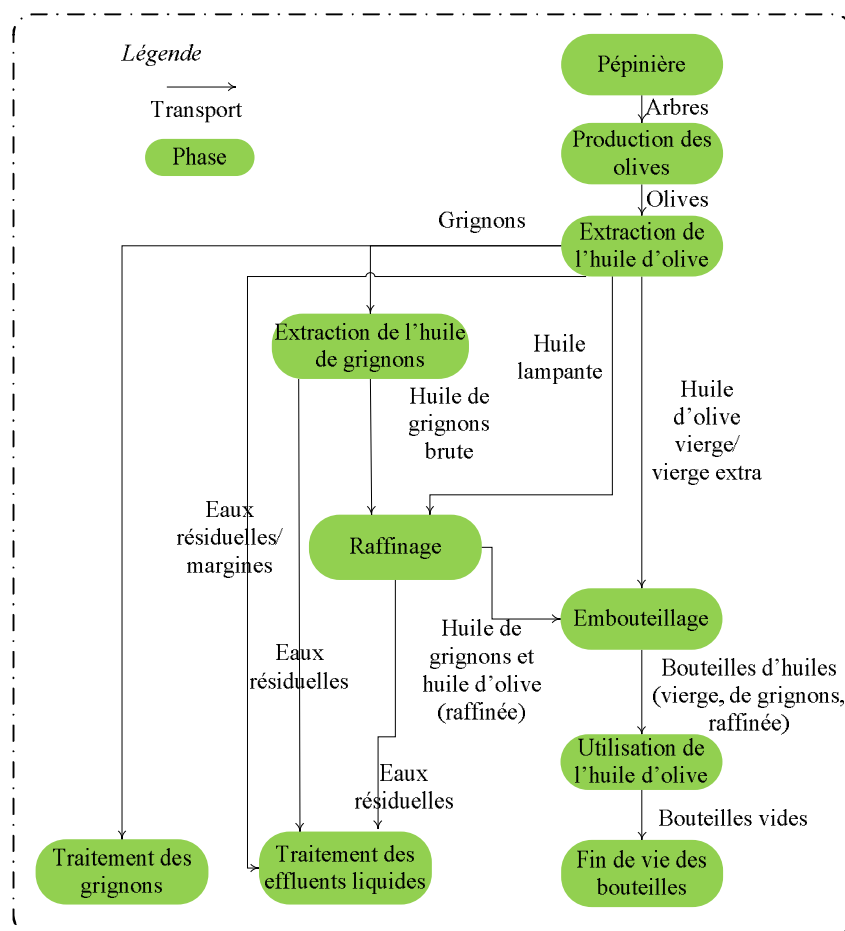 Légende
Transport
Phase
Pépinière
Arbres
Production des
olives
Olives
Grignons
Extraction de
l'huile d'olive
Extraction de l'huile
de grignons
Huile
lampante
Huile de
grignons
brute
Huile
d'olive
vierge/
vierge extra
Eaux
résiduelles/
margines
Raffinage
Embouteillage
Huile de
grignons et
huile d'olive
(raffinée)
Eaux
résiduelles
Bouteilles d'huiles
(vierge, de grignons,
raffinée)
Utilisation de
l'huile d'olive
Eaux
résiduelles
Bouteilles vides
Traitement des
grignons
Traitement des
effluents liquides
Fin de vie des
bouteilles